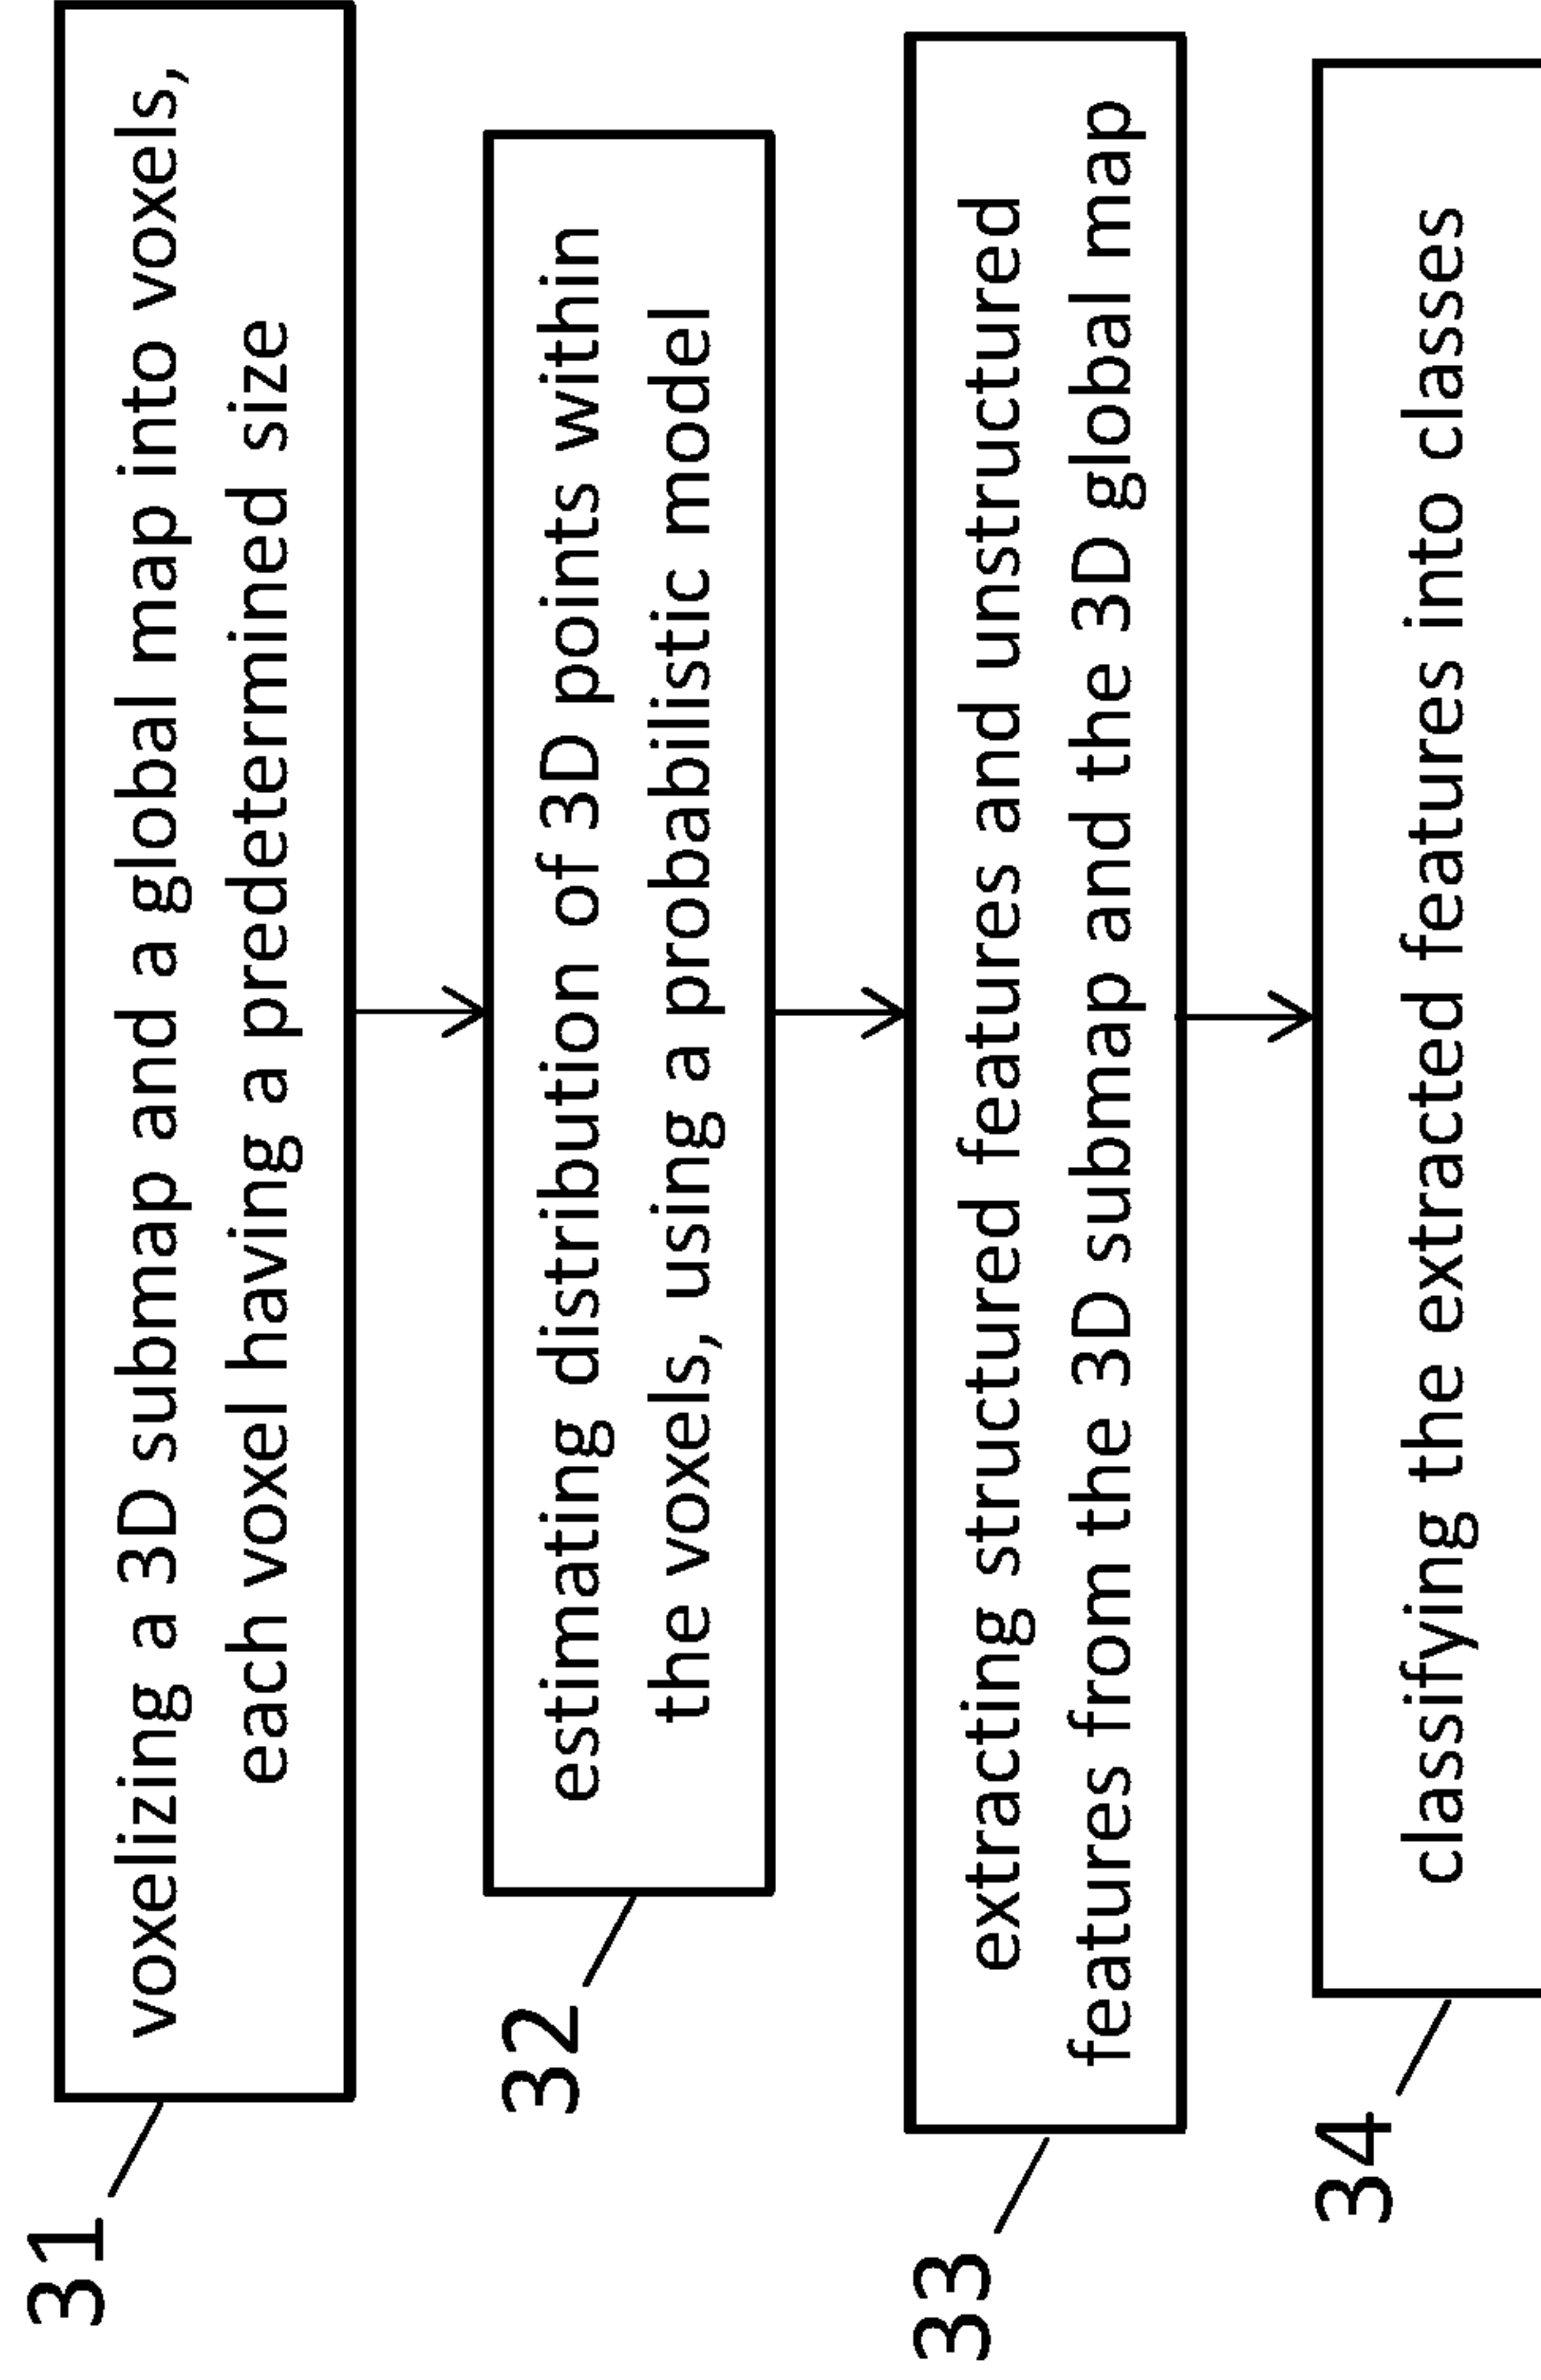 31
voxelizing a 3D submap and a global map into voxels,
each voxel having a predetermined size
32
estimating distribution of 3D points within
the voxels, using a probabilistic model
33
extracting structured features and unstructured
features from the 3D submap and the 3D global map
34
classifying the extracted features into classes